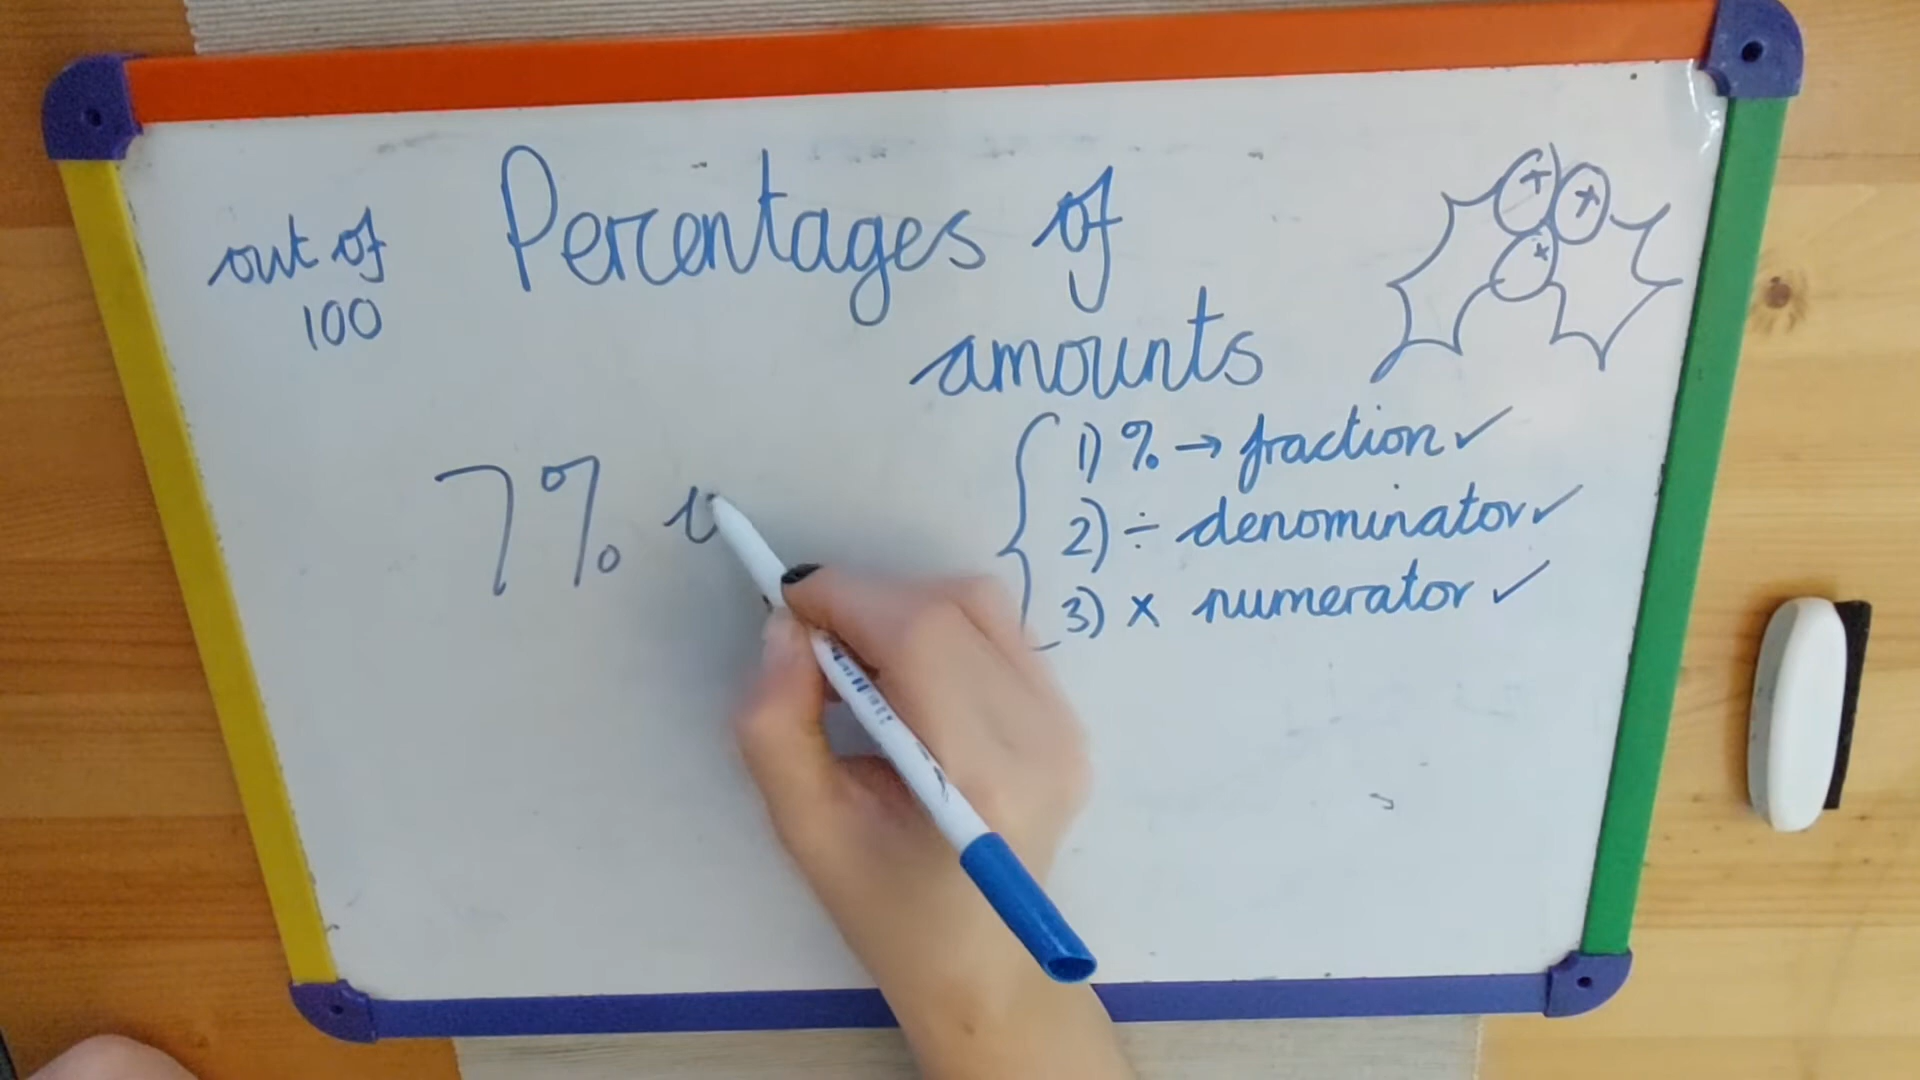 out of
100
Percentages of
amounts
1) % → fraction ✓
2) ÷ denominator ✓
3) × numerator ✓
7%